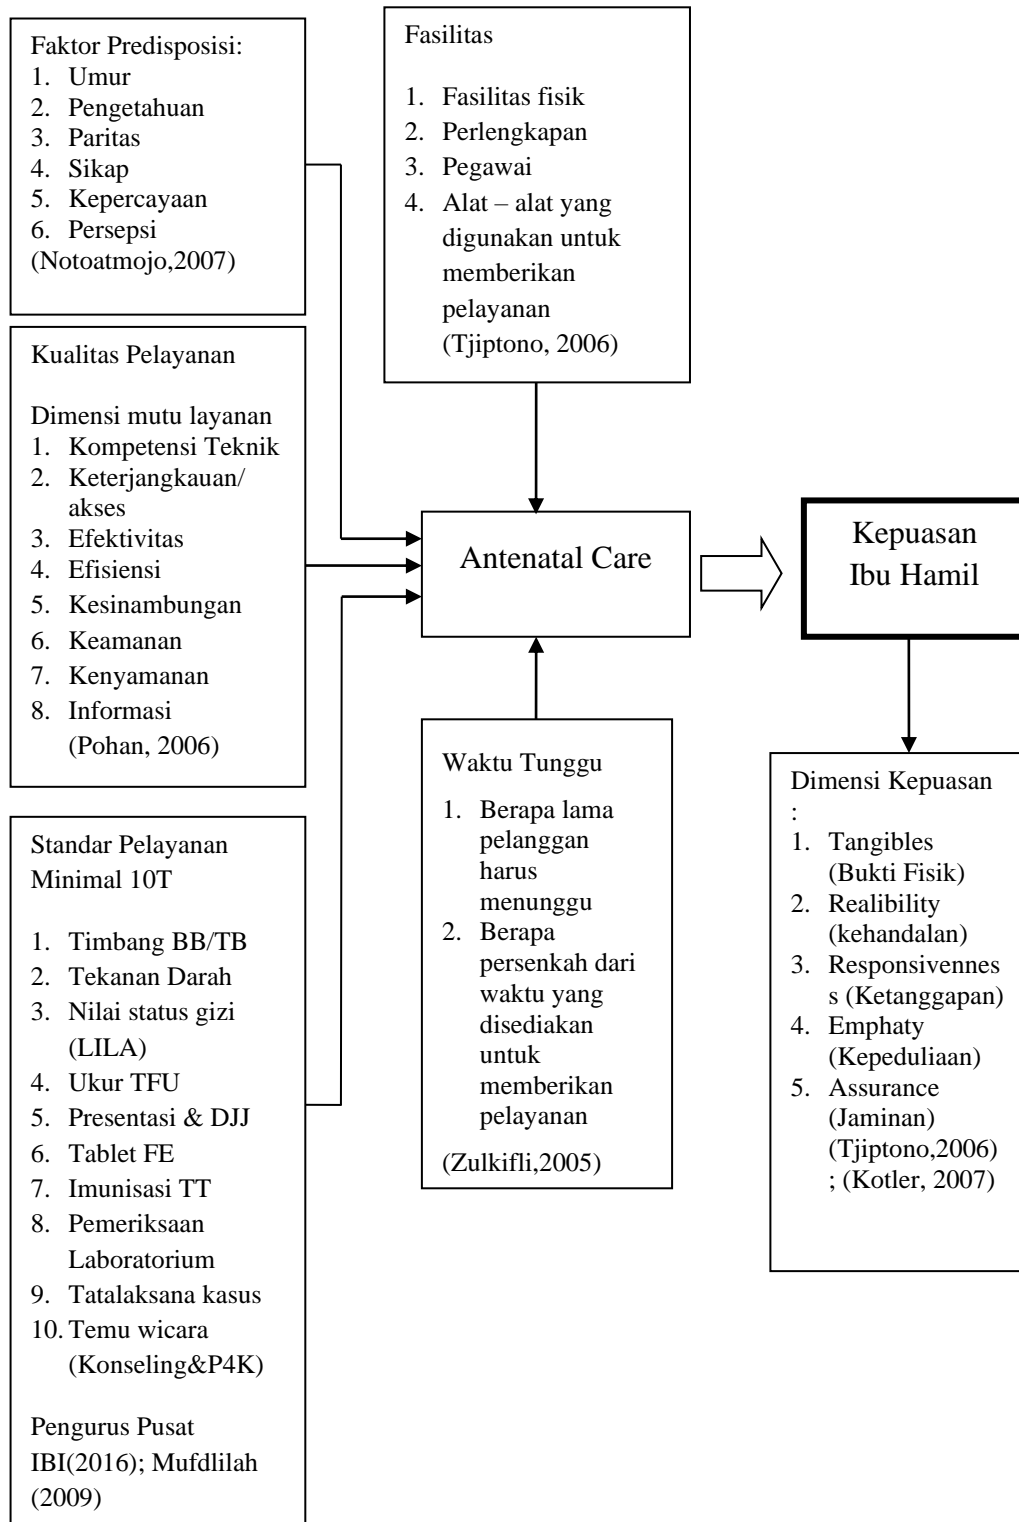 Faktor Predisposisi:
1. Umur
2. Pengetahuan
3. Paritas
4. Sikap
5. Kepercayaan
6. Persepsi
(Notoatmojo,2007)
Fasilitas
1. Fasilitas fisik
2. Perlengkapan
3. Pegawai
4. Alat – alat yang
digunakan untuk
memberikan
pelayanan
(Tjiptono, 2006)
Kualitas Pelayanan
Dimensi mutu layanan
1. Kompetensi Teknik
2. Keterjangkauan/
akses
3. Efektivitas
4. Efisiensi
5. Kesinambungan
6. Keamanan
7. Kenyamanan
8. Informasi
(Pohan, 2006)
Antenatal Care
Kepuasan
Ibu Hamil
Standar Pelayanan
Minimal 10T
1. Timbang BB/TB
2. Tekanan Darah
3. Nilai status gizi
(LILA)
4. Ukur TFU
5. Presentasi & DJJ
6. Tablet FE
7. Imunisasi TT
8. Pemeriksaan
Laboratorium
9. Tatalaksana kasus
10. Temu wicara
(Konseling&P4K)
Pengurus Pusat
IBI(2016); Mufdlilah
(2009)
Waktu Tunggu
1. Berapa lama
pelanggan
harus
menunggu
2. Berapa
persenkah dari
waktu yang
disediakan
untuk
memberikan
pelayanan
(Zulkifli,2005)
Dimensi Kepuasan
:
1. Tangibles
(Bukti Fisik)
2. Realibility
(kehandalan)
3. Responsivennes
s (Ketanggapan)
4. Emphaty
(Kepeduliaan)
5. Assurance
(Jaminan)
(Tjiptono,2006)
; (Kotler, 2007)